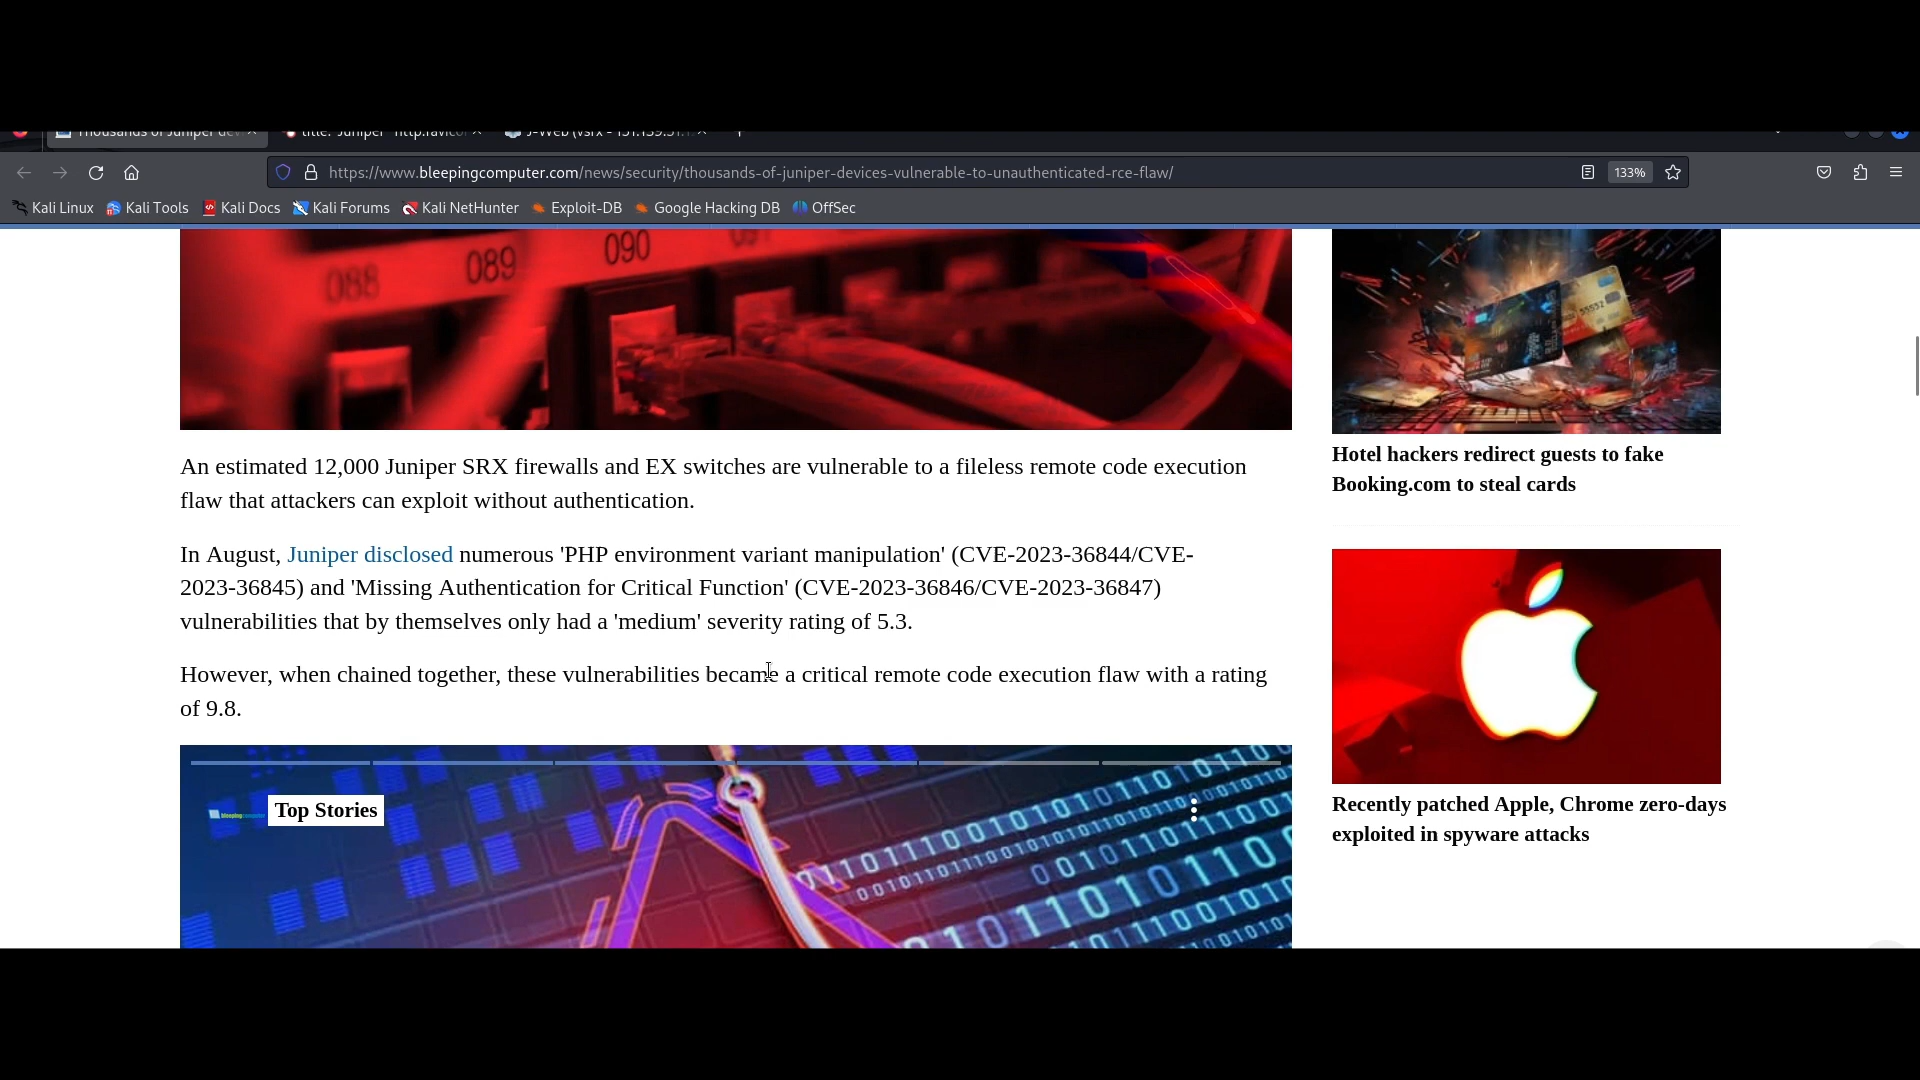 Thousands of Juniper dev
title:"Juniper" http.favicon
J-Web (vsrx - 151.139.51.1
https://www.bleepingcomputer.com/news/security/thousands-of-juniper-devices-vulnerable-to-unauthenticated-rce-flaw/
133%
Kali Linux Kali Tools Kali Docs Kali Forums Kali NetHunter Exploit-DB Google Hacking DB OffSec
088 089 090 091
An estimated 12,000 Juniper SRX firewalls and EX switches are vulnerable to a fileless remote code execution
flaw that attackers can exploit without authentication.
In August, Juniper disclosed numerous 'PHP environment variant manipulation' (CVE-2023-36844/CVE-
2023-36845) and 'Missing Authentication for Critical Function' (CVE-2023-36846/CVE-2023-36847)
vulnerabilities that by themselves only had a 'medium' severity rating of 5.3.
However, when chained together, these vulnerabilities became a critical remote code execution flaw with a rating
of 9.8.
Top Stories
Hotel hackers redirect guests to fake
Booking.com to steal cards
Recently patched Apple, Chrome zero-days
exploited in spyware attacks